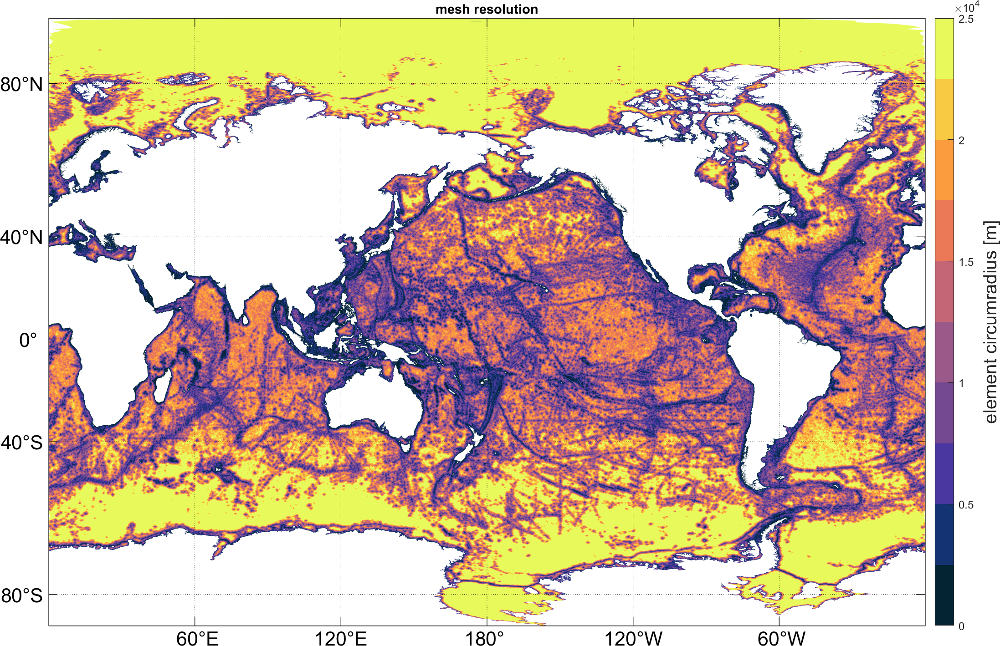 mesh resolution
×10⁴
80°N
40°N
0°
40°S
80°S
60°E
120°E
180°
120°W
60°W
2.5
2
1.5
1
0.5
0
element circumradius [m]